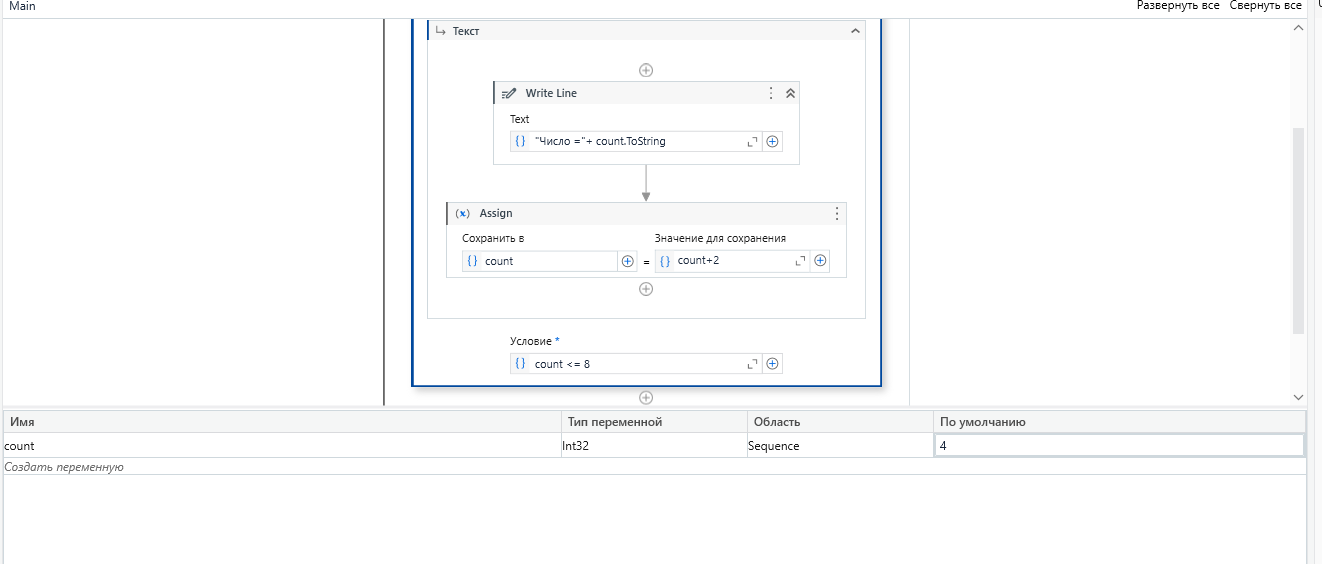 Main
Развернуть все Свернуть все
Текст
Write Line
Text
"Число ="+ count.ToString
(x) Assign
Сохранить в
Значение для сохранения
{} count
=
{} count+2
Условие *
{} count <= 8
Имя
Тип переменной
Область
По умолчанию
count
Int32
Sequence
4
Создать переменную